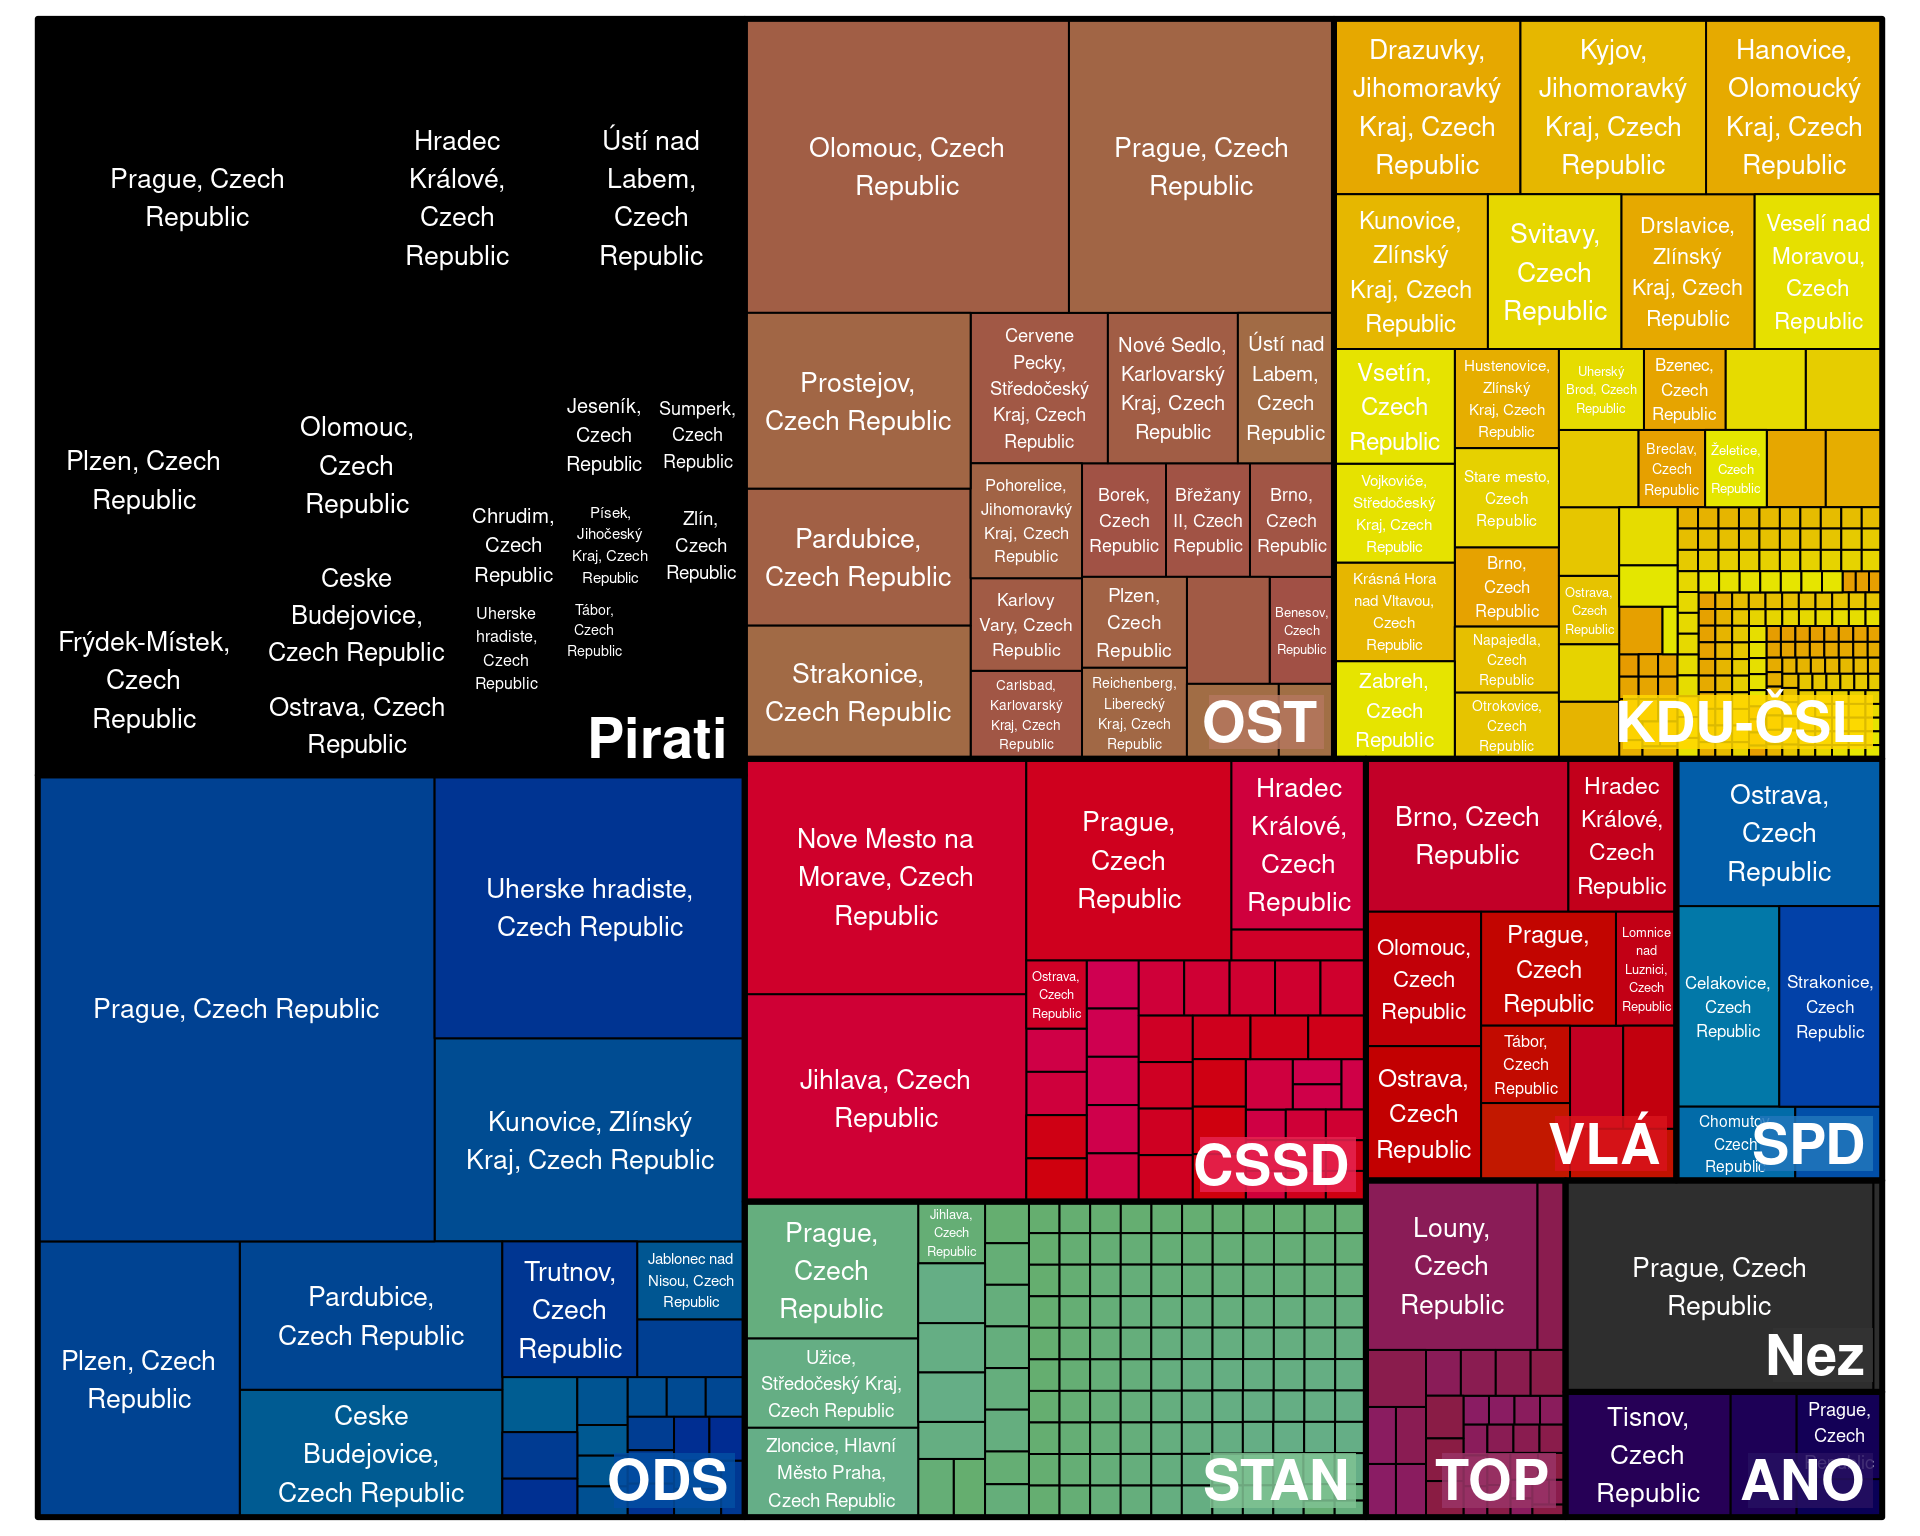 Prague, Czech
Republic
Hradec
Králové,
Czech
Republic
Ústí nad
Labem,
Czech
Republic
Plzen, Czech
Republic
Olomouc,
Czech
Republic
Jeseník,
Czech
Republic
Sumperk,
Czech
Republic
Chrudim,
Czech
Republic
Písek,
Jihočeský
Kraj, Czech
Republic
Zlín,
Czech
Republic
Frýdek-Místek,
Czech
Republic
Ceske
Budejovice,
Czech Republic
Uherske
hradiste,
Czech
Republic
Tábor,
Czech
Republic
Ostrava, Czech
Republic
Pirati
Olomouc, Czech
Republic
Prague, Czech
Republic
Prostejov,
Czech Republic
Cervene
Pecky,
Středočeský
Kraj, Czech
Republic
Nové Sedlo,
Karlovarský
Kraj, Czech
Republic
Ústí nad
Labem,
Czech
Republic
Pardubice,
Czech Republic
Pohorelice,
Jihomoravký
Kraj, Czech
Republic
Borek,
Czech
Republic
Břežany
II, Czech
Republic
Brno,
Czech
Republic
Strakonice,
Czech Republic
Karlovy
Vary, Czech
Republic
Plzen,
Czech
Republic
Benesov,
Czech
Republic
Carlsbad,
Karlovarský
Kraj, Czech
Republic
Reichenberg,
Liberecký
Kraj, Czech
Republic
OST
Drazuvky,
Jihomoravký
Kraj, Czech
Republic
Kyjov,
Jihomoravký
Kraj, Czech
Republic
Hanovice,
Olomoucký
Kraj, Czech
Republic
Kunovice,
Zlínský
Kraj, Czech
Republic
Svitavy,
Czech
Republic
Drslavice,
Zlínský
Kraj, Czech
Republic
Veselí nad
Moravou,
Czech
Republic
Vsetín,
Czech
Republic
Hustenovice,
Zlínský
Kraj, Czech
Republic
Uherský
Brod, Czech
Republic
Bzenec,
Czech
Republic
Vojkoviće,
Středočeský
Kraj, Czech
Republic
Stare mesto,
Czech
Republic
Breclav,
Czech
Republic
Želetice,
Czech
Republic
Krásná Hora
nad Vltavou,
Czech
Republic
Brno,
Czech
Republic
Ostrava,
Czech
Republic
Zabreh,
Czech
Republic
Napajedla,
Czech
Republic
Otrokovice,
Czech
Republic
KDU-ČSL
Prague, Czech Republic
Uherske hradiste,
Czech Republic
Kunovice, Zlínský
Kraj, Czech Republic
Plzen, Czech
Republic
Pardubice,
Czech Republic
Trutnov,
Czech
Republic
Jablonec nad
Nisou, Czech
Republic
Ceske
Budejovice,
Czech Republic
ODS
Nove Mesto na
Morave, Czech
Republic
Prague,
Czech
Republic
Hradec
Králové,
Czech
Republic
Jihlava, Czech
Republic
Ostrava,
Czech
Republic
CSSD
Brno, Czech
Republic
Hradec
Králové,
Czech
Republic
Olomouc,
Czech
Republic
Prague,
Czech
Republic
Lomnice
nad
Luznici,
Czech
Republic
Ostrava,
Czech
Republic
Tábor,
Czech
Republic
VLÁ
Ostrava,
Czech
Republic
Celakovice,
Czech
Republic
Strakonice,
Czech
Republic
Czech
Republic
SPD
Prague,
Czech
Republic
Jihlava,
Czech
Republic
Užice,
Středočeský Kraj,
Czech Republic
Zloncice, Hlavní
Město Praha,
Czech Republic
STAN
Louny,
Czech
Republic
TOP
Prague, Czech
Republic
Nez
Tisnov,
Czech
Republic
Prague,
Czech
Republic
ANO